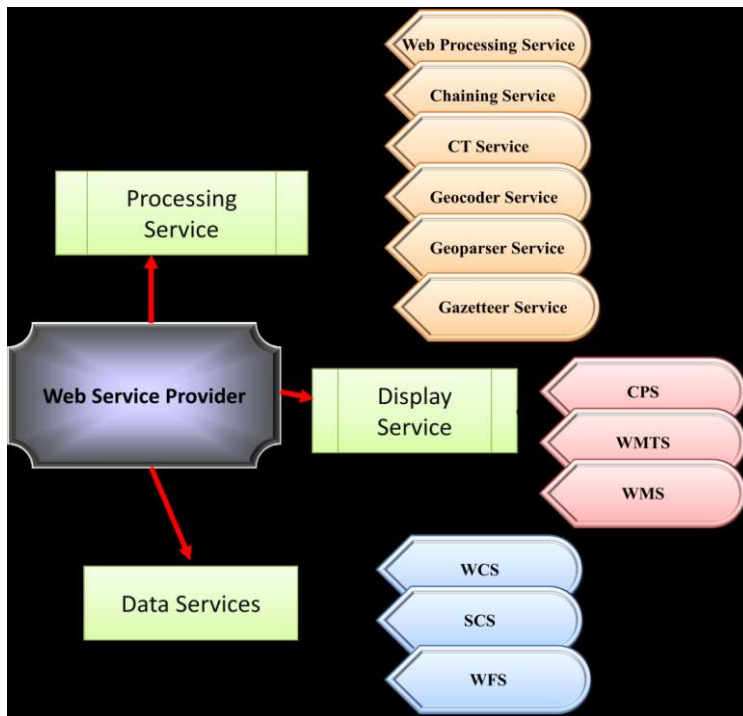 Web Processing Service
Chaining Service
CT Service
Processing
Service
Geocoder Service
Geoparser Service
Gazetteer Service
Web Service Provider
Display
Service
CPS
WMTS
WMS
Data Services
WCS
SCS
WFS